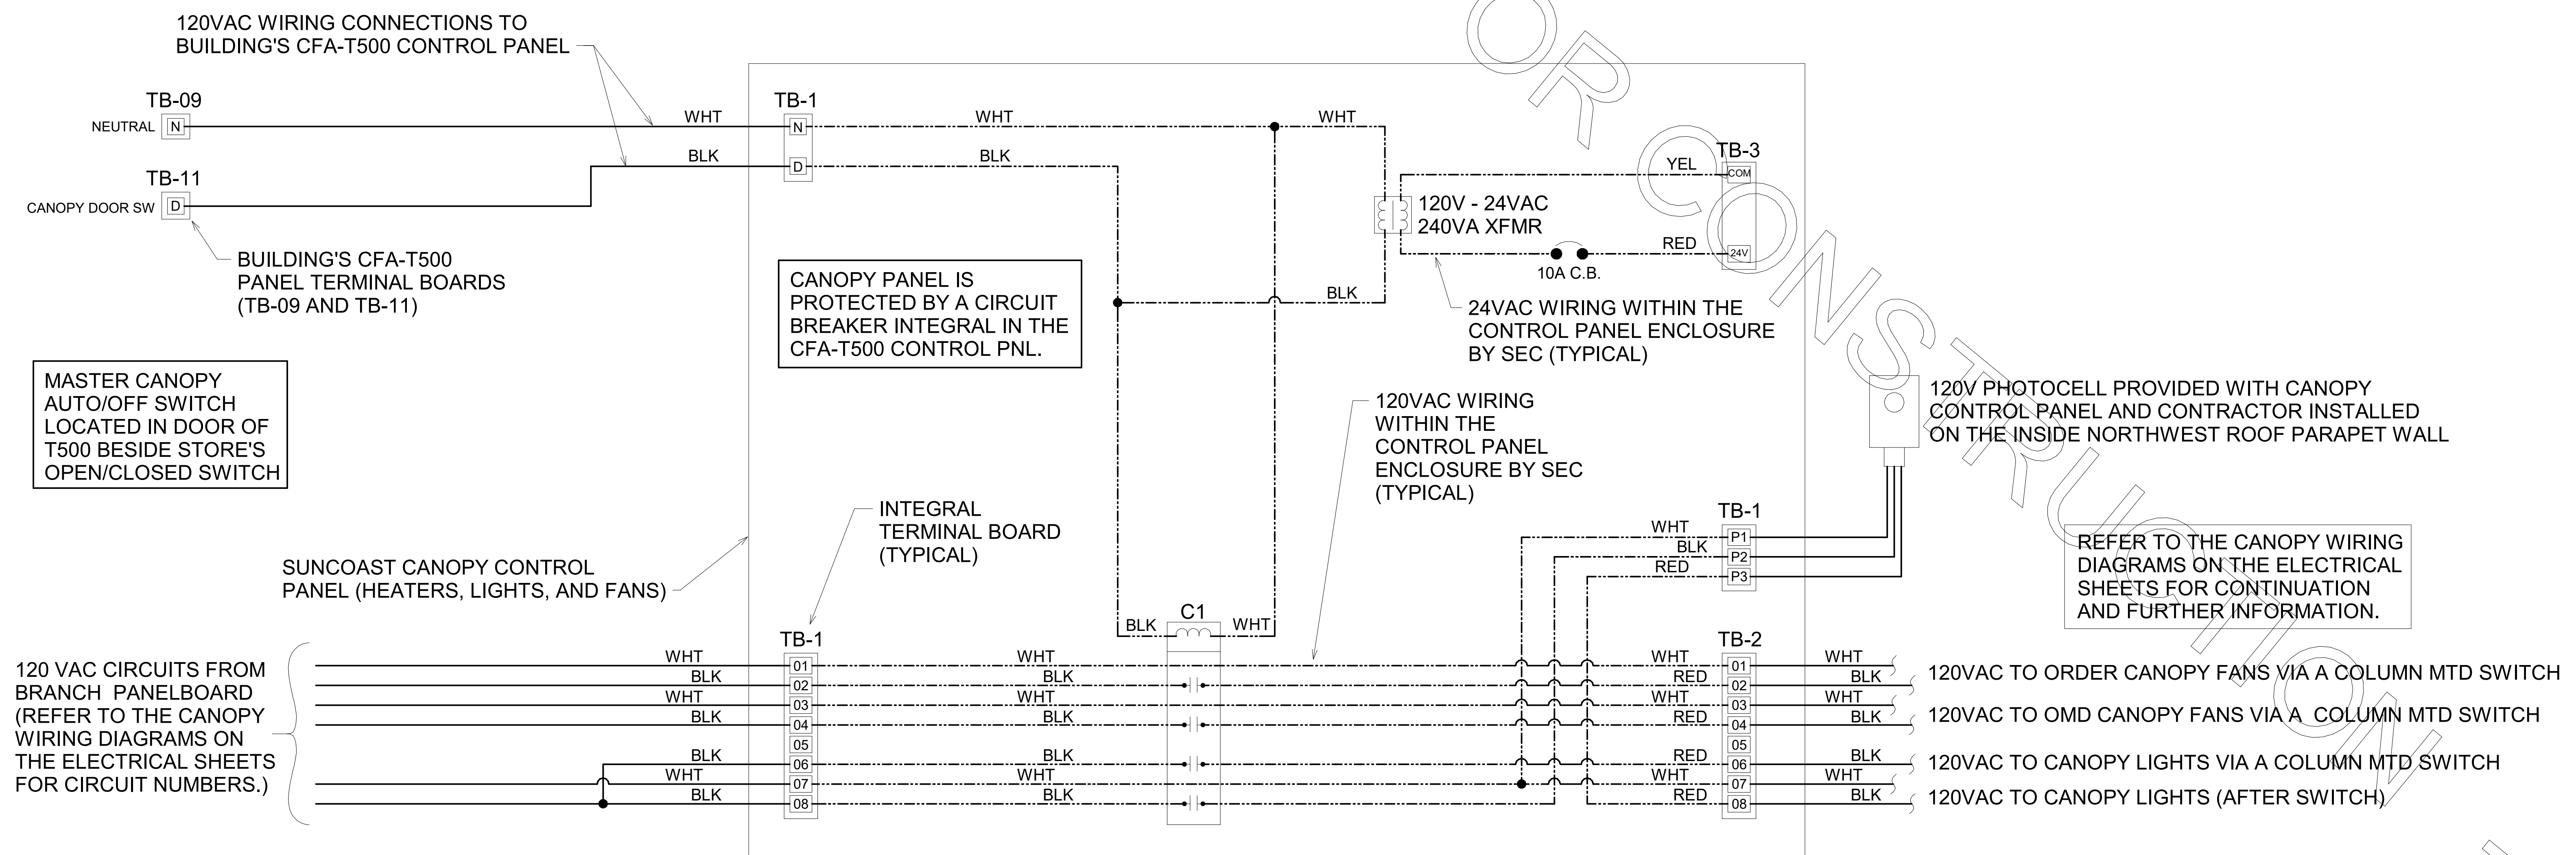 120VAC WIRING CONNECTIONS TO
BUILDING'S CFA-T500 CONTROL PANEL
TB-09
NEUTRAL N
WHT
TB-1
N
WHT
WHT
BLK
D
BLK
TB-11
CANOPY DOOR SW D
BUILDING'S CFA-T500
PANEL TERMINAL BOARDS
(TB-09 AND TB-11)
YEL
TB-3
COM
120V - 24VAC
240VA XFMR
RED
24V
10A C.B.
BLK
CANOPY PANEL IS
PROTECTED BY A CIRCUIT
BREAKER INTEGRAL IN THE
CFA-T500 CONTROL PNL.
24VAC WIRING WITHIN THE
CONTROL PANEL ENCLOSURE
BY SEC (TYPICAL)
MASTER CANOPY
AUTO/OFF SWITCH
LOCATED IN DOOR OF
T500 BESIDE STORE'S
OPEN/CLOSED SWITCH
120VAC WIRING
WITHIN THE
CONTROL PANEL
ENCLOSURE BY SEC
(TYPICAL)
120V PHOTOCELL PROVIDED WITH CANOPY
CONTROL PANEL AND CONTRACTOR INSTALLED
ON THE INSIDE NORTHWEST ROOF PARAPET WALL
INTEGRAL
TERMINAL BOARD
(TYPICAL)
SUNCOAST CANOPY CONTROL
PANEL (HEATERS, LIGHTS, AND FANS)
TB-1
WHT P1
BLK P2
RED P3
REFER TO THE CANOPY WIRING
DIAGRAMS ON THE ELECTRICAL
SHEETS FOR CONTINUATION
AND FURTHER INFORMATION.
C1
BLK WHT
TB-1
TB-2
120 VAC CIRCUITS FROM
BRANCH PANELBOARD
(REFER TO THE CANOPY
WIRING DIAGRAMS ON
THE ELECTRICAL SHEETS
FOR CIRCUIT NUMBERS.)
WHT 01 WHT WHT 01 WHT
BLK 02 BLK RED 02 BLK
WHT 03 WHT WHT 03 WHT
BLK 04 BLK RED 04 BLK
05 05
BLK 06 BLK RED 06 BLK
WHT 07 WHT WHT 07 WHT
BLK 08 BLK RED 08 BLK
120VAC TO ORDER CANOPY FANS VIA A COLUMN MTD SWITCH
120VAC TO OMD CANOPY FANS VIA A COLUMN MTD SWITCH
120VAC TO CANOPY LIGHTS VIA A COLUMN MTD SWITCH
120VAC TO CANOPY LIGHTS (AFTER SWITCH)
OR CONSTRUCTION